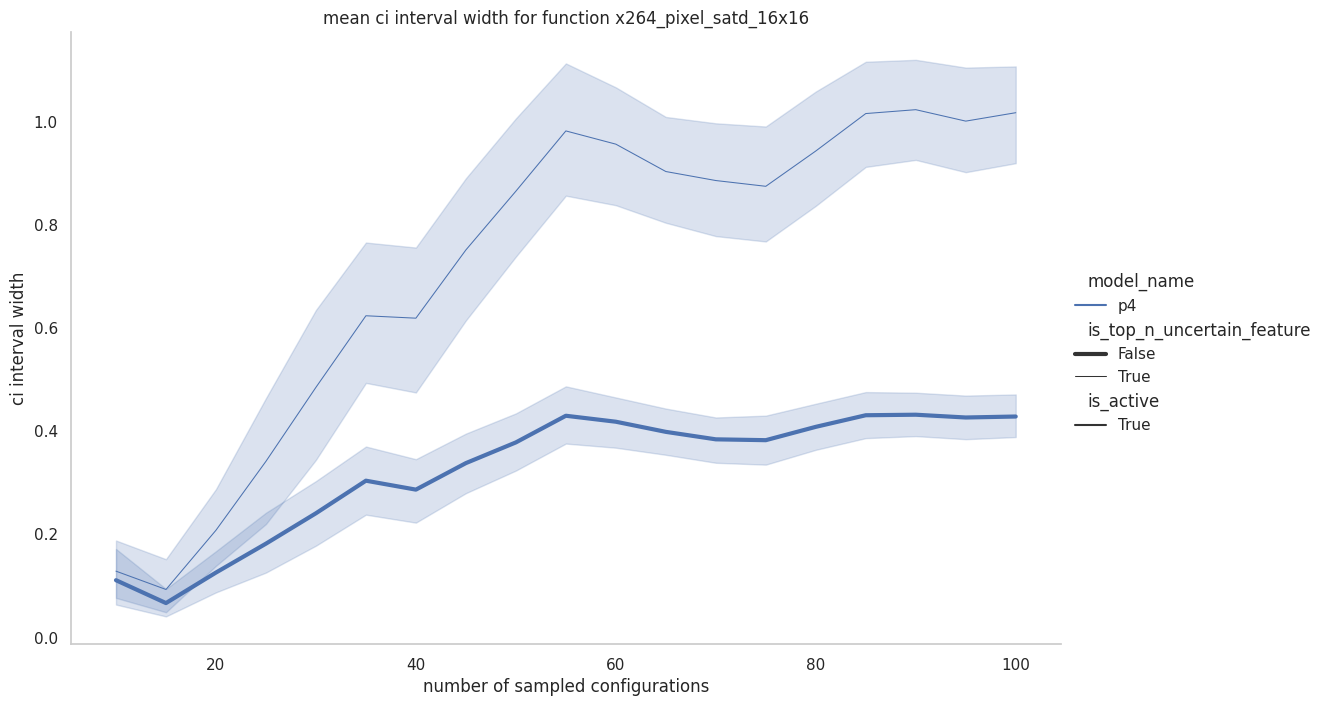 mean ci interval width for function x264_pixel_satd_16x16
ci interval width
1.0
0.8
0.6
0.4
0.2
0.0
20
40
60
80
100
number of sampled configurations
model_name
p4
is_top_n_uncertain_feature
False
True
is_active
True